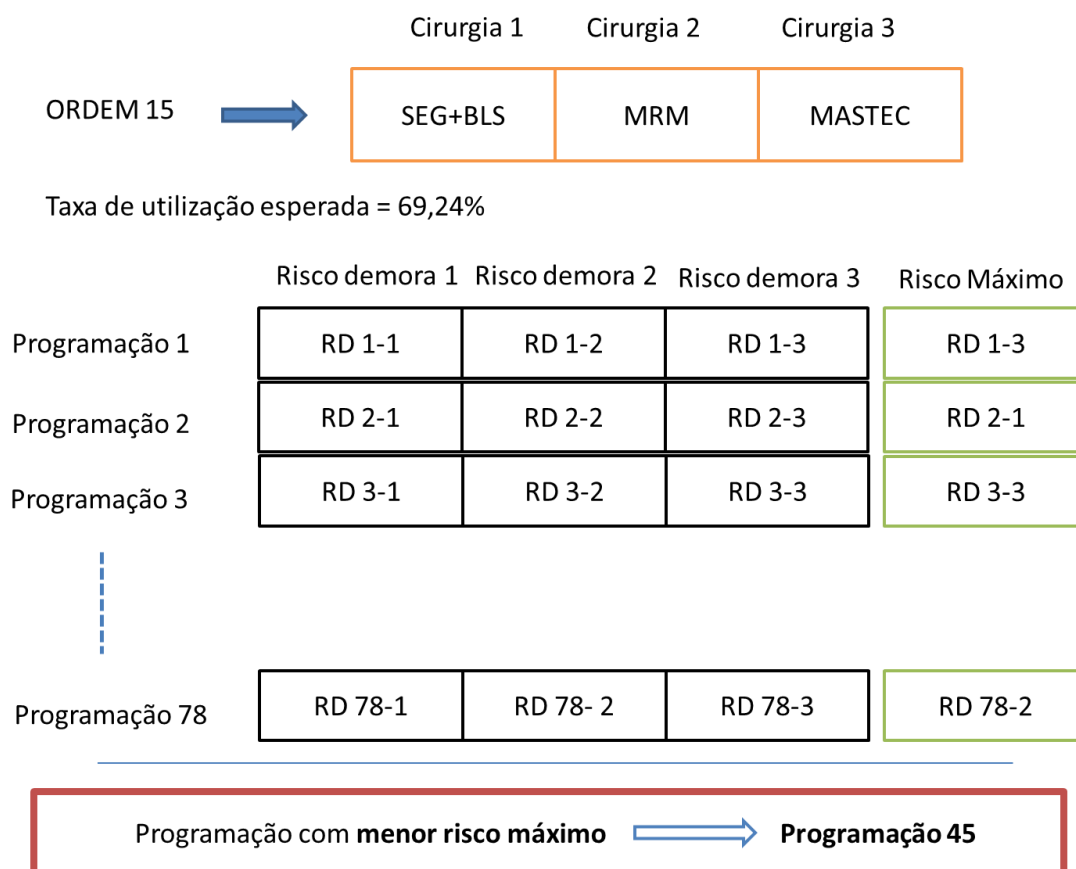 Cirurgia 1 Cirurgia 2 Cirurgia 3
ORDEM 15 SEG+BLS MRM MASTEC
Taxa de utilização esperada = 69,24%
Risco demora 1 Risco demora 2 Risco demora 3 Risco Máximo
Programação 1 RD 1-1 RD 1-2 RD 1-3 RD 1-3
Programação 2 RD 2-1 RD 2-2 RD 2-3 RD 2-1
Programação 3 RD 3-1 RD 3-2 RD 3-3 RD 3-3
Programação 78 RD 78-1 RD 78- 2 RD 78-3 RD 78-2
Programação com menor risco máximo Programação 45